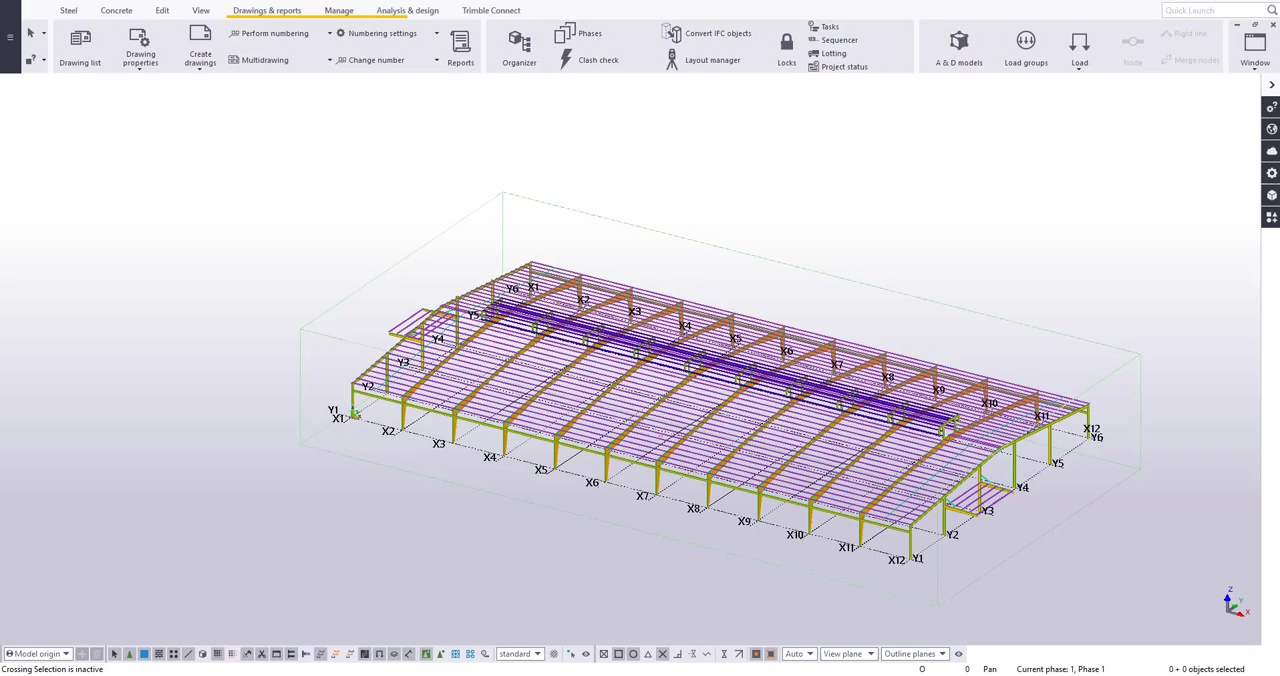 Steel Concrete Edit View Drawings & reports Manage Analysis & design Trimble Connect Quick Launch
Drawing list
Drawing
properties
Create
drawings
Perform numbering Numbering settings
Multidrawing Change number
Reports
Organizer
Phases
Clash check
Convert IFC objects
Layout manager
Locks
Tasks
Sequencer
Lotting
Project status
A & D models Load groups Load Node
Rigid link
Merge nodes
Window
Y6 X1
X2
Y5 X3
Y4 X4
X5
Y3 X6
X7
Y2 X8
X9
X10
Y1 X11
X1 X12
X2 Y6
X3
X4 Y5
X5
X6 Y4
X7
X8 Y3
X9
X10 Y2
X11
X12 Y1
Z
Y
X
Model origin standard Auto View plane Outline planes
Crossing Selection is inactive O 0 Pan Current phase: 1, Phase 1 0 + 0 objects selected